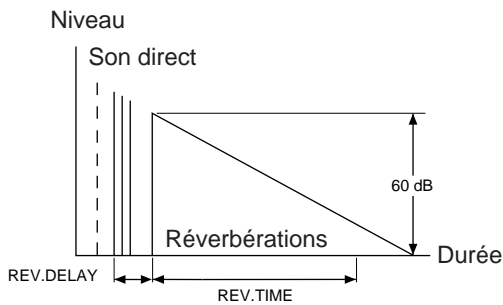 Niveau
Son direct
60 dB
Réverbérations
Durée
REV.DELAY
REV.TIME